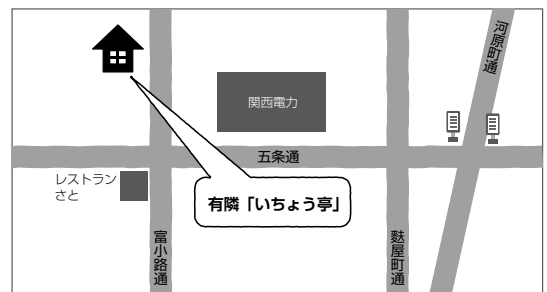 河原町通
関西電力
五条通
レストラン
さと
有隣「いちょう亭」
富小路通
麩屋町通